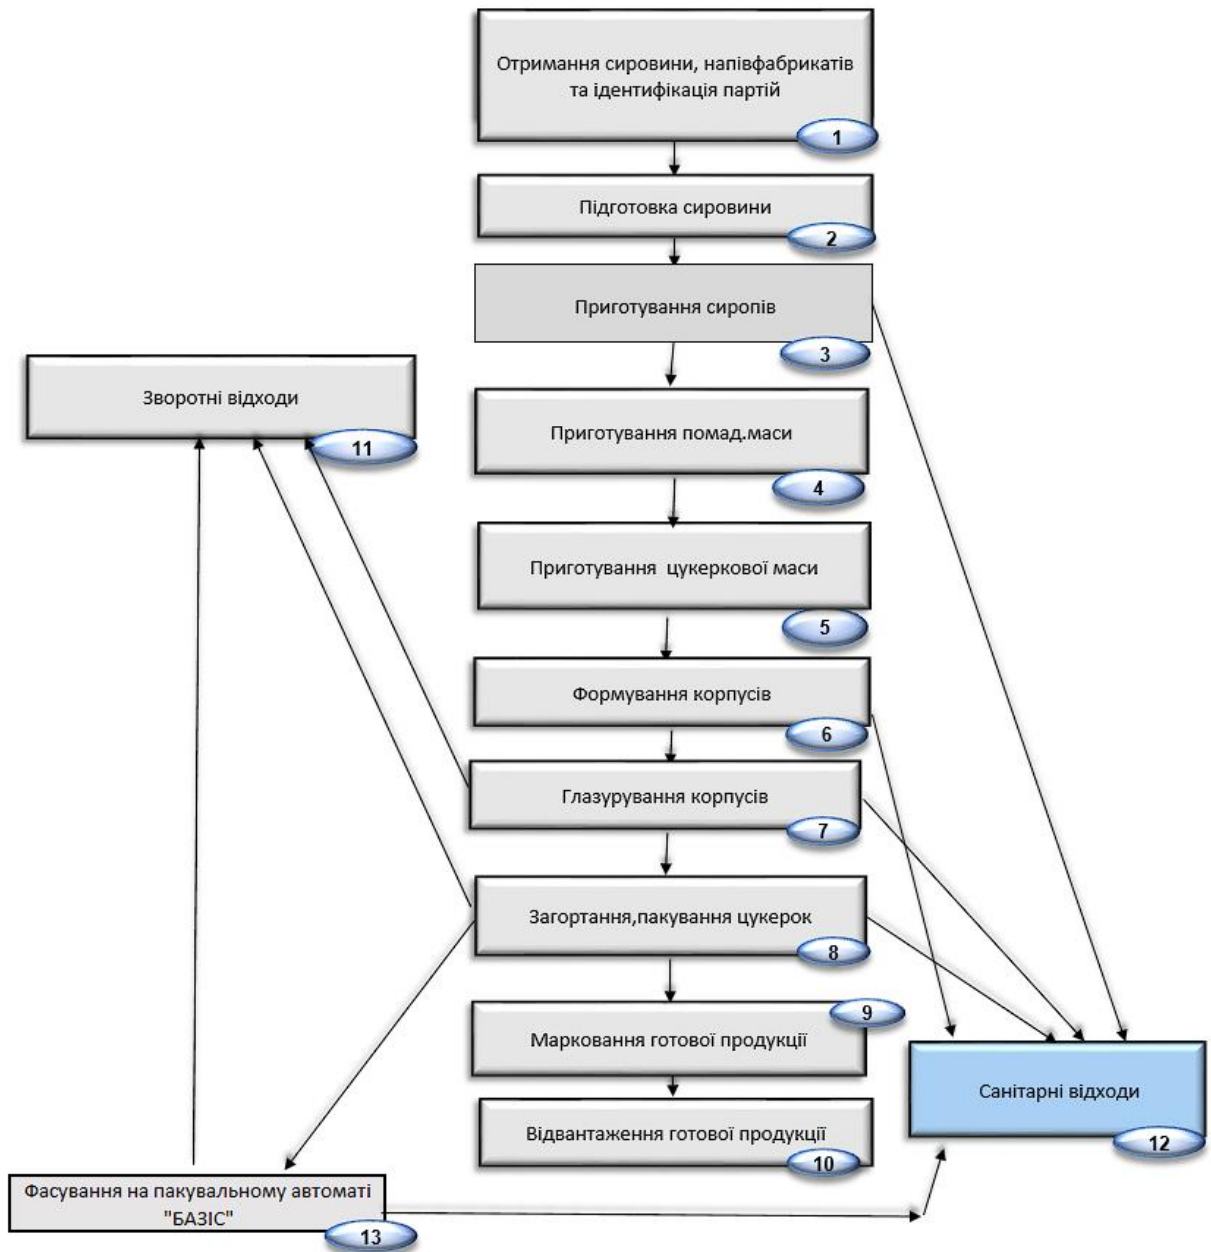 Отримання сировини, напівфабрикатів
та ідентифікація партій
1
Підготовка сировини
2
Приготування сиропів
3
Зворотні відходи
11
Приготування помад.маси
4
Приготування цукеркової маси
5
Формування корпусів
6
Глазурування корпусів
7
Загортання,пакування цукерок
8
9
Марковання готової продукції
Санітарні відходи
12
Відвантаження готової продукції
10
Фасування на пакувальному автоматі
"БАЗІС"
13